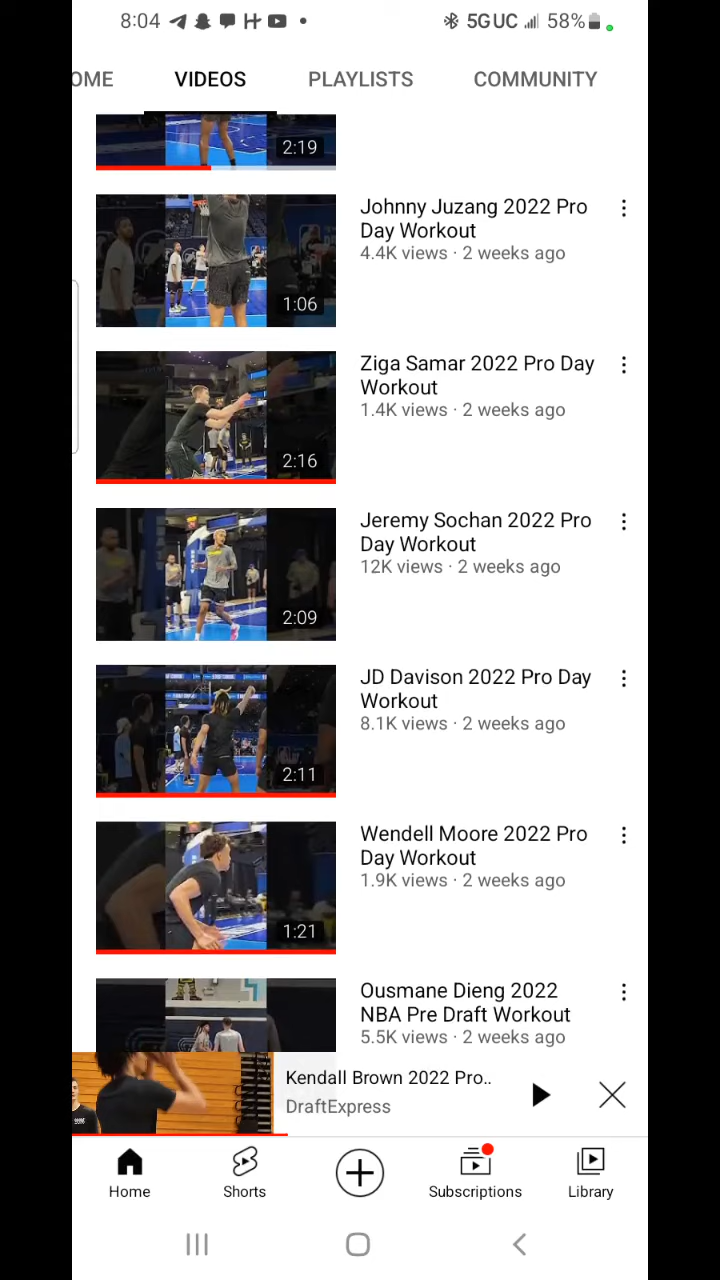 8:04
5G UC 58%
OME VIDEOS PLAYLISTS COMMUNITY
2:19
Johnny Juzang 2022 Pro
Day Workout
4.4K views · 2 weeks ago
1:06
Ziga Samar 2022 Pro Day
Workout
1.4K views · 2 weeks ago
2:16
Jeremy Sochan 2022 Pro
Day Workout
12K views · 2 weeks ago
2:09
JD Davison 2022 Pro Day
Workout
8.1K views · 2 weeks ago
2:11
Wendell Moore 2022 Pro
Day Workout
1.9K views · 2 weeks ago
1:21
Ousmane Dieng 2022
NBA Pre Draft Workout
5.5K views · 2 weeks ago
Kendall Brown 2022 Pro..
DraftExpress
Home Shorts Subscriptions Library